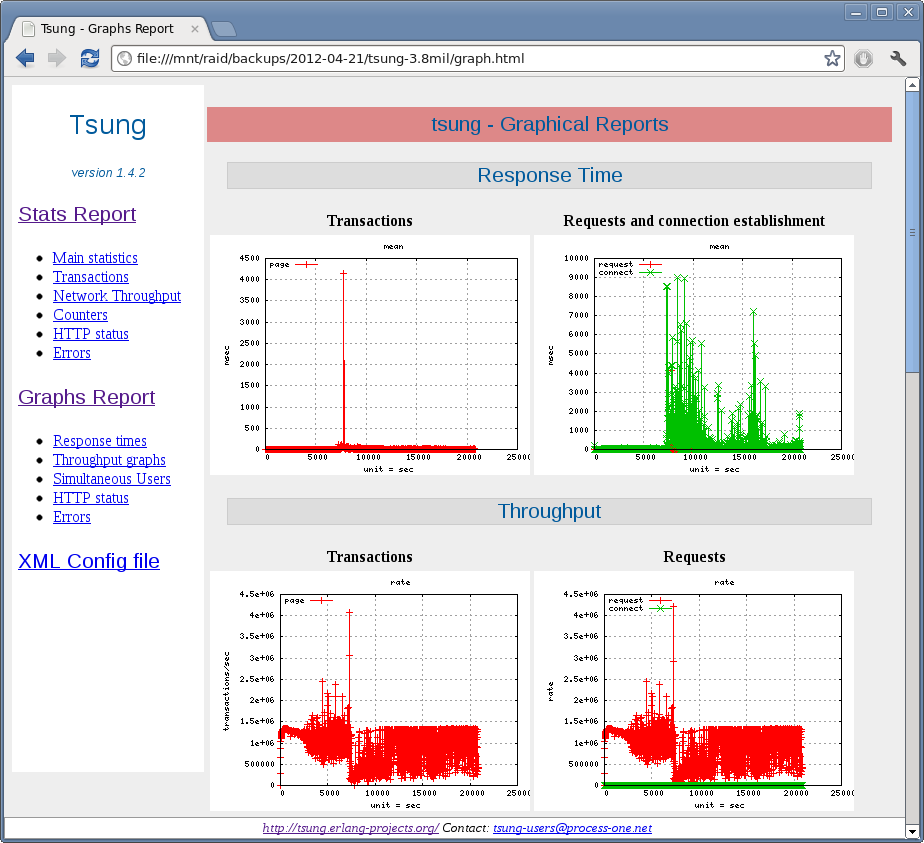 Tsung - Graphs Report
file:///mnt/raid/backups/2012-04-21/tsung-3.8mil/graph.html
Tsung
version 1.4.2
Stats Report
Main statistics
Transactions
Network Throughput
Counters
HTTP status
Errors
Graphs Report
Response times
Throughput graphs
Simultaneous Users
HTTP status
Errors
XML Config file
tsung - Graphical Reports
Response Time
Transactions
mean
page
4500
4000
3500
3000
2500
2000
1500
1000
500
0
msec
0 5000 10000 15000 20000 25000
unit = sec
Requests and connection establishment
mean
request
connect
10000
9000
8000
7000
6000
5000
4000
3000
2000
1000
0
msec
0 5000 10000 15000 20000 2500
unit = sec
Throughput
Transactions
rate
page
4.5e+06
4e+06
3.5e+06
3e+06
2.5e+06
2e+06
1.5e+06
1e+06
500000
0
transactions/sec
0 5000 10000 15000 20000 2500
unit = sec
Requests
rate
request
connect
4.5e+06
4e+06
3.5e+06
3e+06
2.5e+06
2e+06
1.5e+06
1e+06
500000
0
rate
0 5000 10000 15000 20000 2500
unit = sec
http://tsung.erlang-projects.org/ Contact: tsung-users@process-one.net